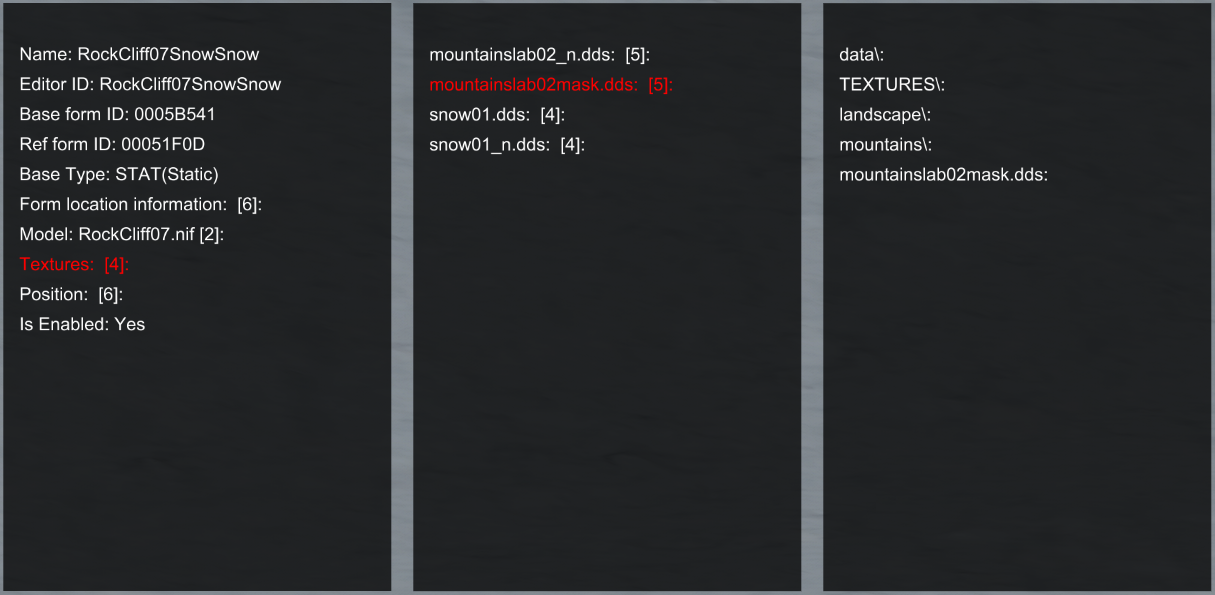 Name: RockCliff07SnowSnow
Editor ID: RockCliff07SnowSnow
Base form ID: 0005B541
Ref form ID: 00051F0D
Base Type: STAT(Static)
Form location information:  [6]:
Model: RockCliff07.nif [2]:
Textures:  [4]:
Position:  [6]:
Is Enabled: Yes
mountainslab02_n.dds:  [5]:
mountainslab02mask.dds:  [5]:
snow01.dds:  [4]:
snow01_n.dds:  [4]:
data\:
TEXTURES\:
landscape\:
mountains\:
mountainslab02mask.dds: